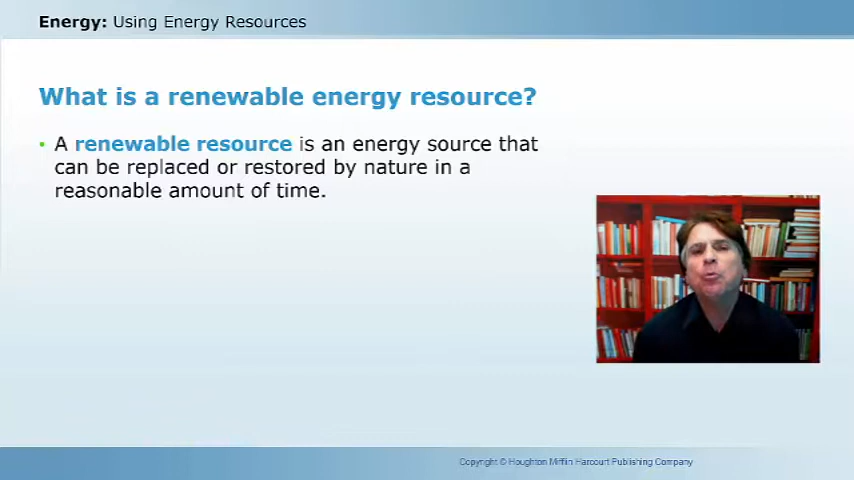 Energy: Using Energy Resources
What is a renewable energy resource?
• A renewable resource is an energy source that
can be replaced or restored by nature in a
reasonable amount of time.
Copyright © Houghton Mifflin Harcourt Publishing Company